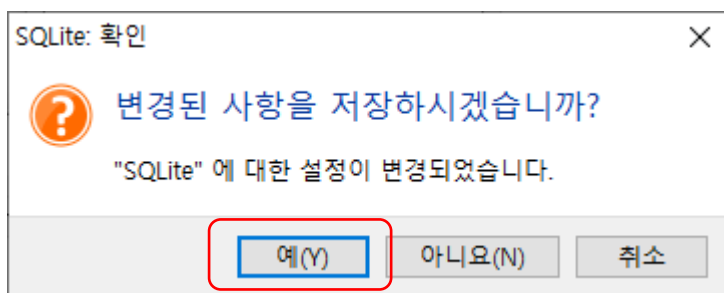 SQLite: 확인
변경된 사항을 저장하시겠습니까?
"SQLite" 에 대한 설정이 변경되었습니다.
예(Y) 아니요(N) 취소